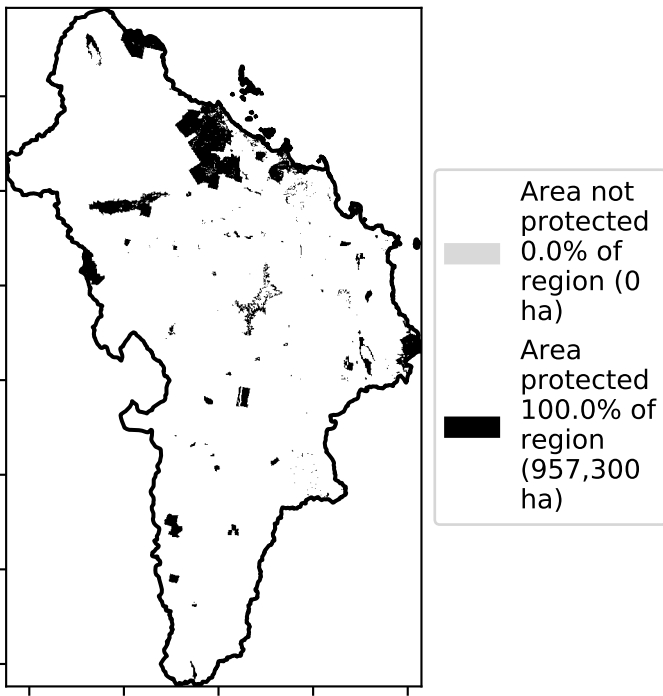 Area not
protected
0.0% of
region (0
ha)
Area
protected
100.0% of
region
(957,300
ha)